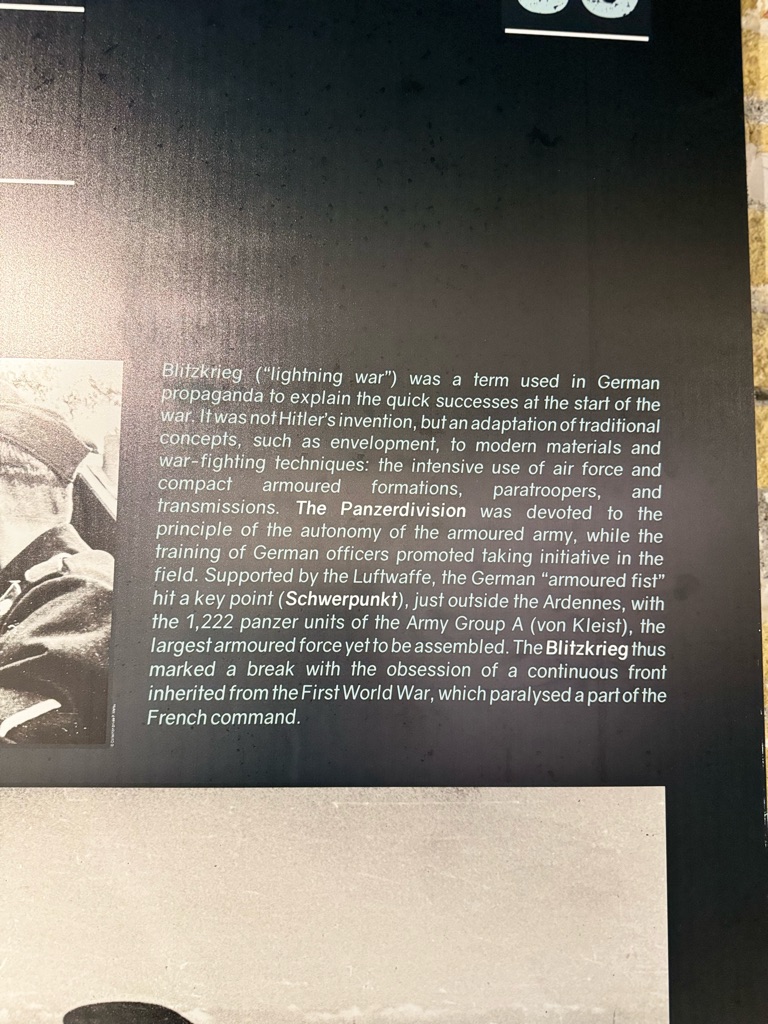 Blitzkrieg (“lightning war”) was a term used in German
propaganda to explain the quick successes at the start of the
war. It was not Hitler's invention, but an adaptation of traditional
concepts, such as envelopment, to modern materials and
war-fighting techniques: the intensive use of air force and
compact armoured formations, paratroopers, and
transmissions. The Panzerdivision was devoted to the
principle of the autonomy of the armoured army, while the
training of German officers promoted taking initiative in the
field. Supported by the Luftwaffe, the German “armoured fist”
hit a key point (Schwerpunkt), just outside the Ardennes, with
the 1,222 panzer units of the Army Group A (von Kleist), the
largest armoured force yet to be assembled. The Blitzkrieg thus
marked a break with the obsession of a continuous front
inherited from the First World War, which paralysed a part of the
French command.